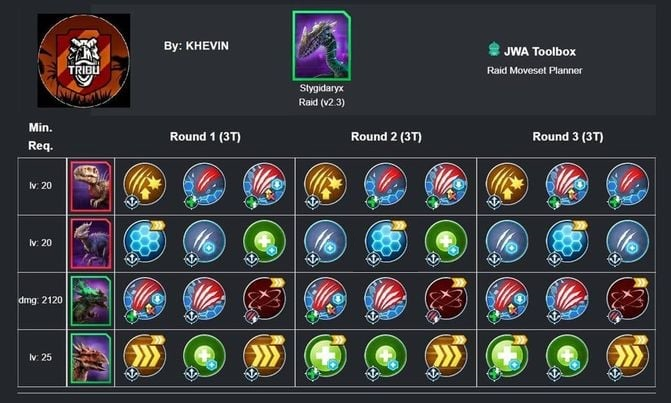 TRIBU
By: KHEVIN
Stygidaryx
Raid (v2.3)
JWA Toolbox
Raid Moveset Planner
Min.
Req.
Round 1 (3T)
Round 2 (3T)
Round 3 (3T)
lv: 20
lv: 20
dmg: 2120
lv: 25